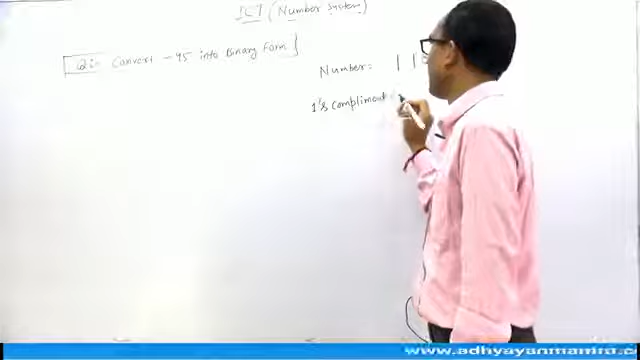 ICT (Number System)
Q:- Convert -45 into Binary Form
Number: 1 1
1's compliment
www.adhyayanmantra.c